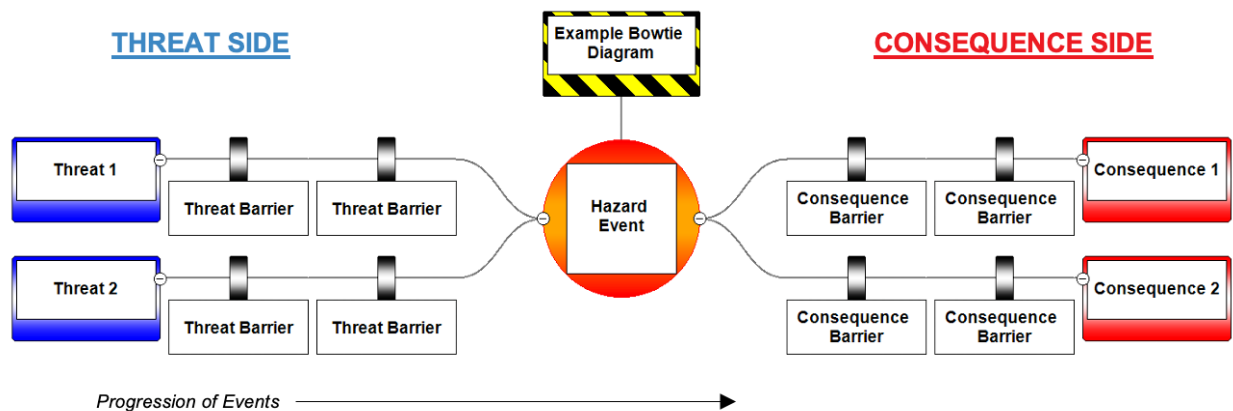 THREAT SIDE
Example Bowtie
Diagram
CONSEQUENCE SIDE
Threat 1
Threat Barrier
Threat Barrier
Hazard
Event
Consequence
Barrier
Consequence
Barrier
Consequence 1
Threat 2
Threat Barrier
Threat Barrier
Consequence
Barrier
Consequence
Barrier
Consequence 2
Progression of Events